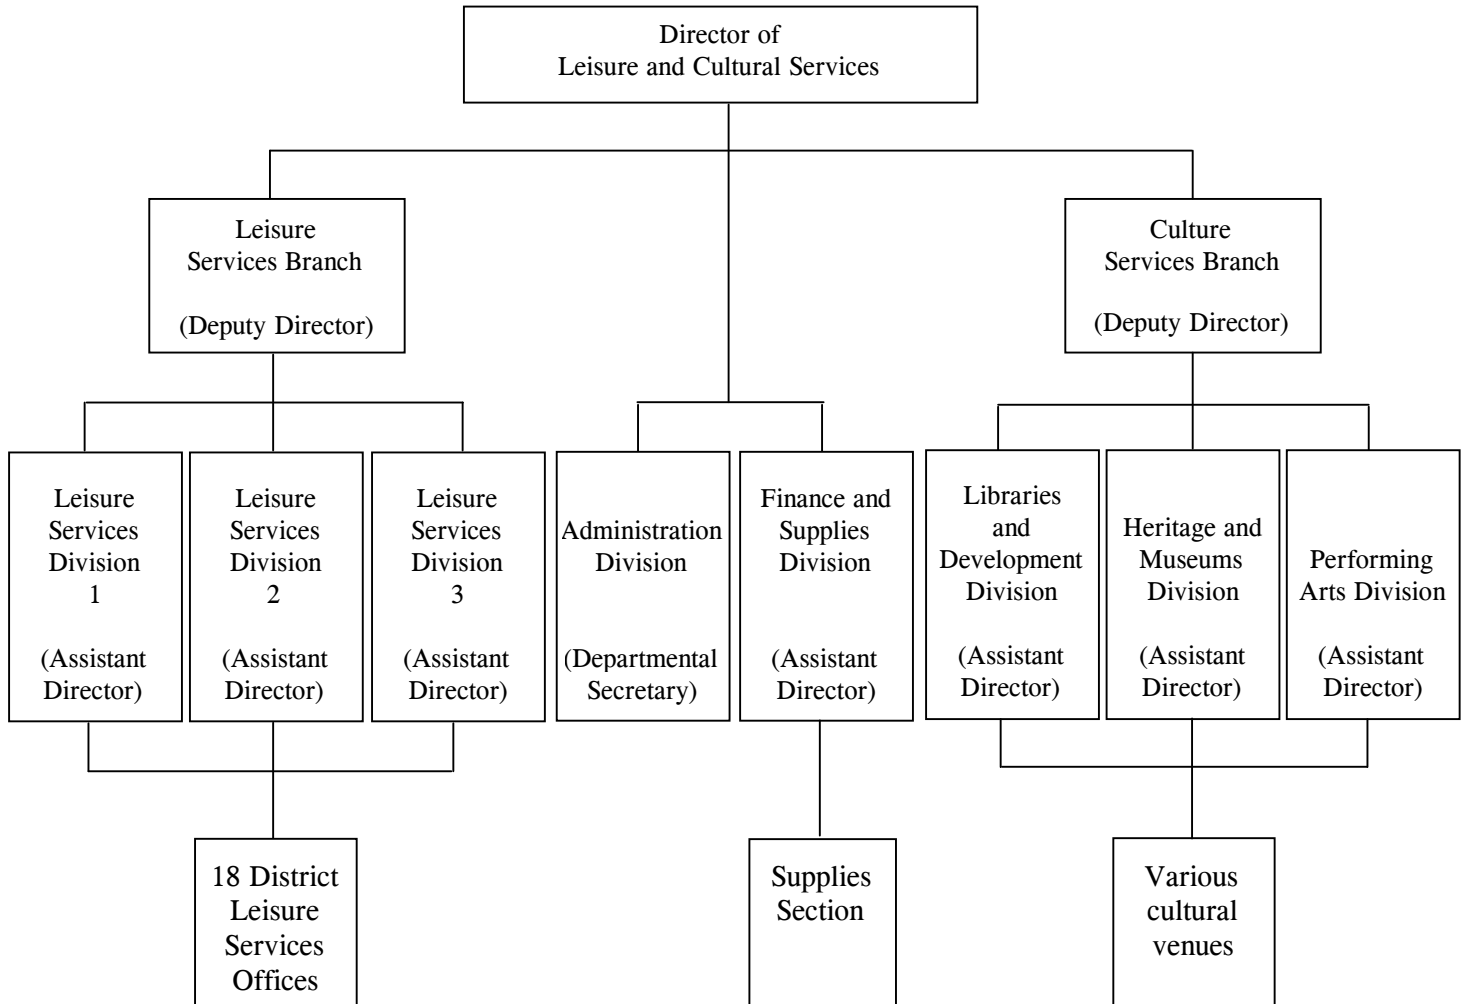 Director of
Leisure and Cultural Services
Leisure
Services Branch
(Deputy Director)
Culture
Services Branch
(Deputy Director)
Leisure
Services
Division
1
(Assistant
Director)
Leisure
Services
Division
2
(Assistant
Director)
Leisure
Services
Division
3
(Assistant
Director)
Administration
Division
(Departmental
Secretary)
Finance and
Supplies
Division
(Assistant
Director)
Libraries
and
Development
Division
(Assistant
Director)
Heritage and
Museums
Division
(Assistant
Director)
Performing
Arts Division
(Assistant
Director)
18 District
Leisure
Services
Offices
Supplies
Section
Various
cultural
venues